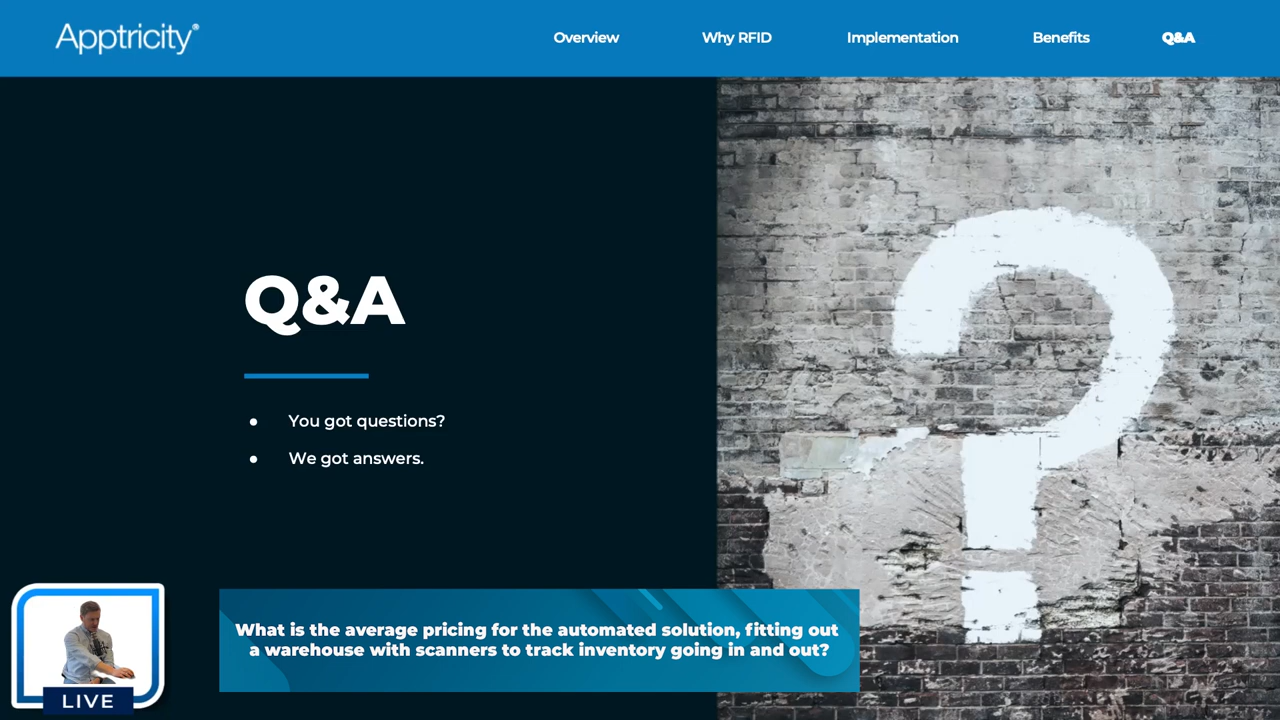 Apptricity®
Overview Why RFID Implementation Benefits Q&A
Q&A
● You got questions?
● We got answers.
What is the average pricing for the automated solution, fitting out
a warehouse with scanners to track inventory going in and out?
LIVE
?